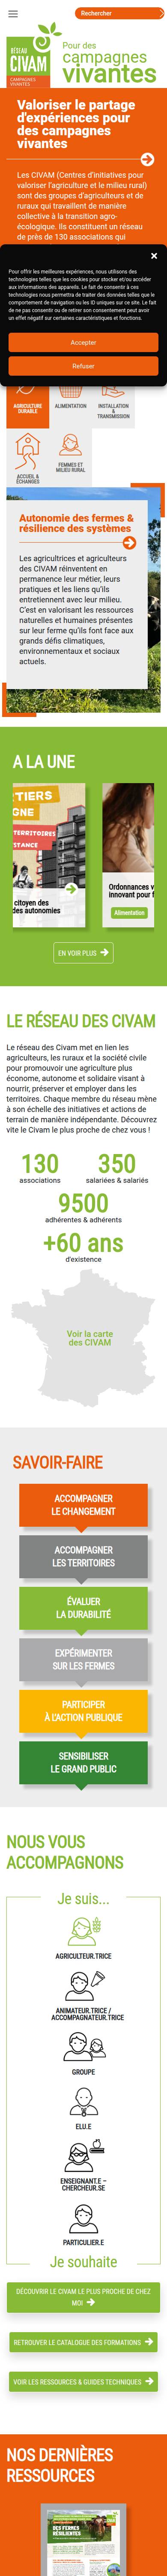 Rechercher
RÉSEAU
CIVAM
CAMPAGNES
VIVANTES
Pour des
campagnes
vivantes
Valoriser le partage
d'expériences pour
des campagnes
vivantes
Les CIVAM (Centres d'initiatives pour
valoriser l'agriculture et le milieu rural)
sont des groupes d'agriculteurs et de
ruraux qui travaillent de manière
collective à la transition agro-
écologique. Ils constituent un réseau
de près de 130 associations qui
Pour offrir les meilleures expériences, nous utilisons des
technologies telles que les cookies pour stocker et/ou accéder
aux informations des appareils. Le fait de consentir à ces
technologies nous permettra de traiter des données telles que le
comportement de navigation ou les ID uniques sur ce site. Le fait
de ne pas consentir ou de retirer son consentement peut avoir
un effet négatif sur certaines caractéristiques et fonctions.
Accepter
Refuser
AGRICULTURE
DURABLE
ALIMENTATION
INSTALLATION
&
TRANSMISSION
ACCUEIL &
ÉCHANGES
FEMMES ET
MILIEU RURAL
Autonomie des fermes &
résilience des systèmes
Les agricultrices et agriculteurs
des CIVAM réinventent en
permanence leur métier, leurs
pratiques et les liens qu'ils
entretiennent avec leur milieu.
C'est en valorisant les ressources
naturelles et humaines présentes
sur leur ferme qu'ils font face aux
grands défis climatiques,
environnementaux et sociaux
actuels.
A LA UNE
TIERS
GNE
TERRITOIRES
STANCE
citoyen des
des autonomies
Ordonnances v
innovant pour f
Alimentation
EN VOIR PLUS
LE RÉSEAU DES CIVAM
Le réseau des Civam met en lien les
agriculteurs, les ruraux et la société civile
pour promouvoir une agriculture plus
économe, autonome et solidaire visant à
nourrir, préserver et employer dans les
territoires. Chaque membre du réseau mène
à son échelle des initiatives et actions de
terrain de manière indépendante. Découvrez
vite le Civam le plus proche de chez vous !
130
associations
350
salariées & salariés
9500
adhérentes & adhérents
+60 ans
d'existence
Voir la carte
des CIVAM
SAVOIR-FAIRE
ACCOMPAGNER
LE CHANGEMENT
ACCOMPAGNER
LES TERRITOIRES
ÉVALUER
LA DURABILITÉ
EXPÉRIMENTER
SUR LES FERMES
PARTICIPER
À L'ACTION PUBLIQUE
SENSIBILISER
LE GRAND PUBLIC
NOUS VOUS
ACCOMPAGNONS
Je suis...
AGRICULTEUR.TRICE
ANIMATEUR.TRICE /
ACCOMPAGNATEUR.TRICE
GROUPE
ELU.E
ENSEIGNANT.E –
CHERCHEUR.SE
PARTICULIER.E
Je souhaite
DÉCOUVRIR LE CIVAM LE PLUS PROCHE DE CHEZ
MOI
RETROUVER LE CATALOGUE DES FORMATIONS
VOIR LES RESSOURCES & GUIDES TECHNIQUES
NOS DERNIÈRES
RESSOURCES
DES FERMES
RÉSILIENTES